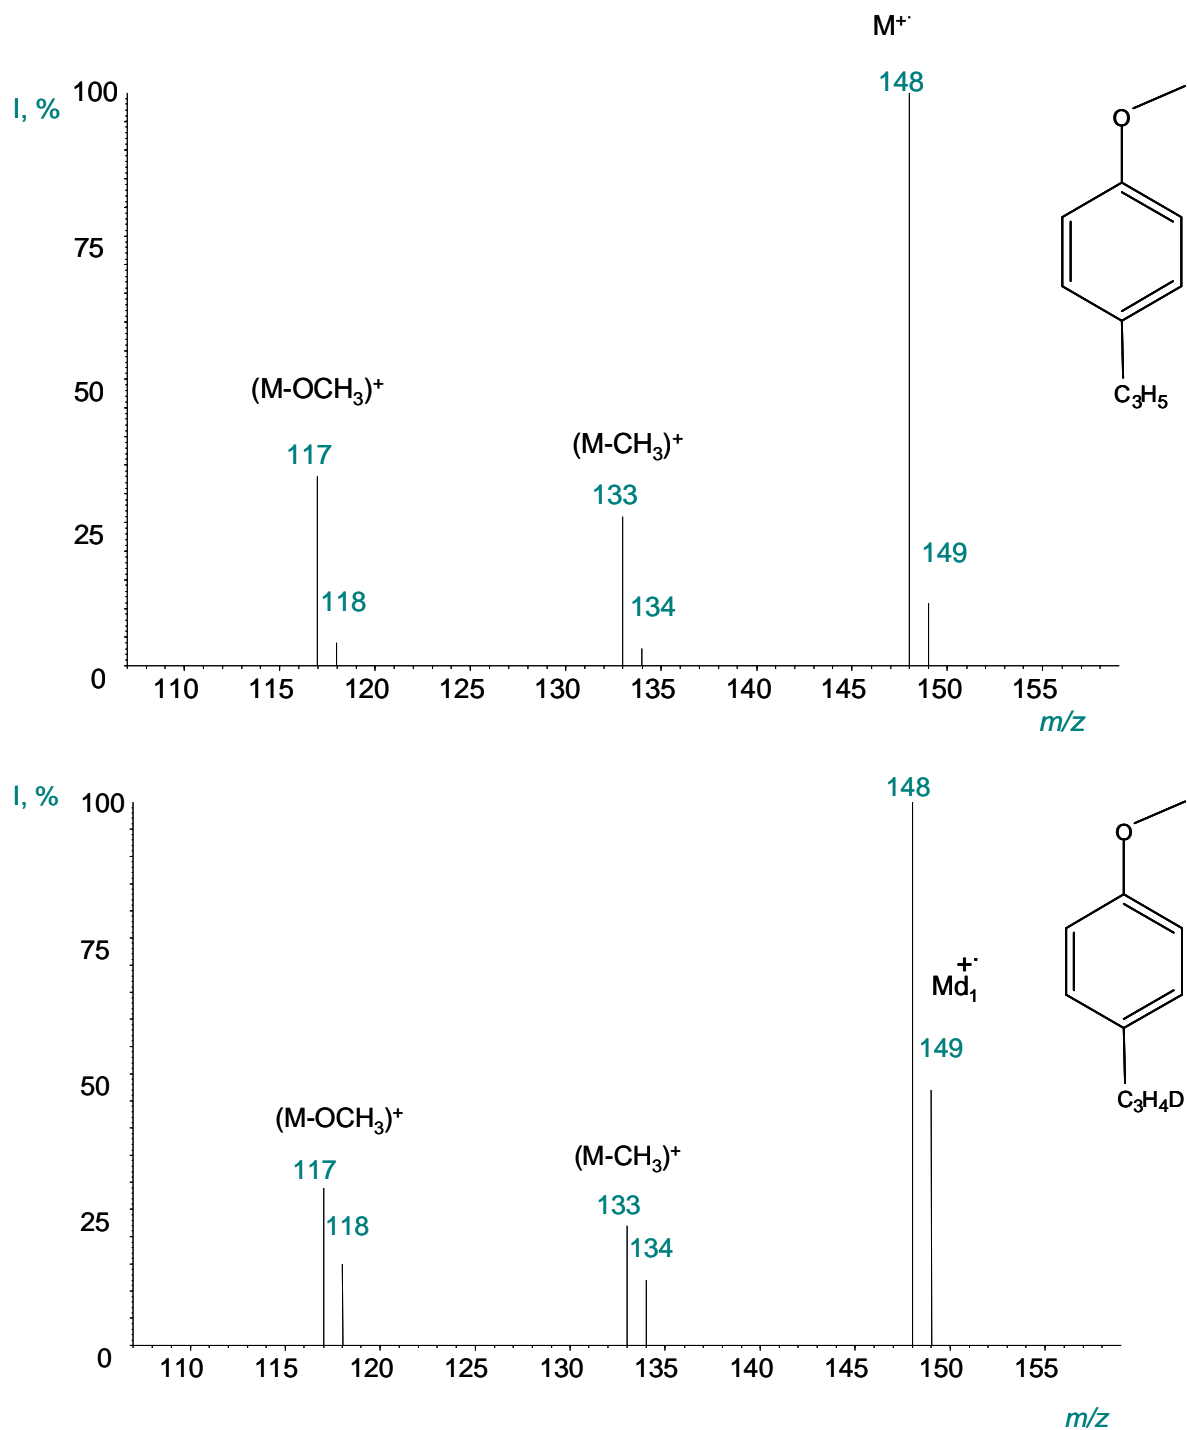 M⁺·
148
100
I, %
O
75
50
(M-OCH₃)⁺
C₃H₅
117
(M-CH₃)⁺
133
25
149
118
134
0
110 115 120 125 130 135 140 145 150 155
m/z
148
I, %
100
O
75
Md₁⁺·
149
50
C₃H₄D
(M-OCH₃)⁺
117
(M-CH₃)⁺
133
25
118
134
0
110 115 120 125 130 135 140 145 150 155
m/z